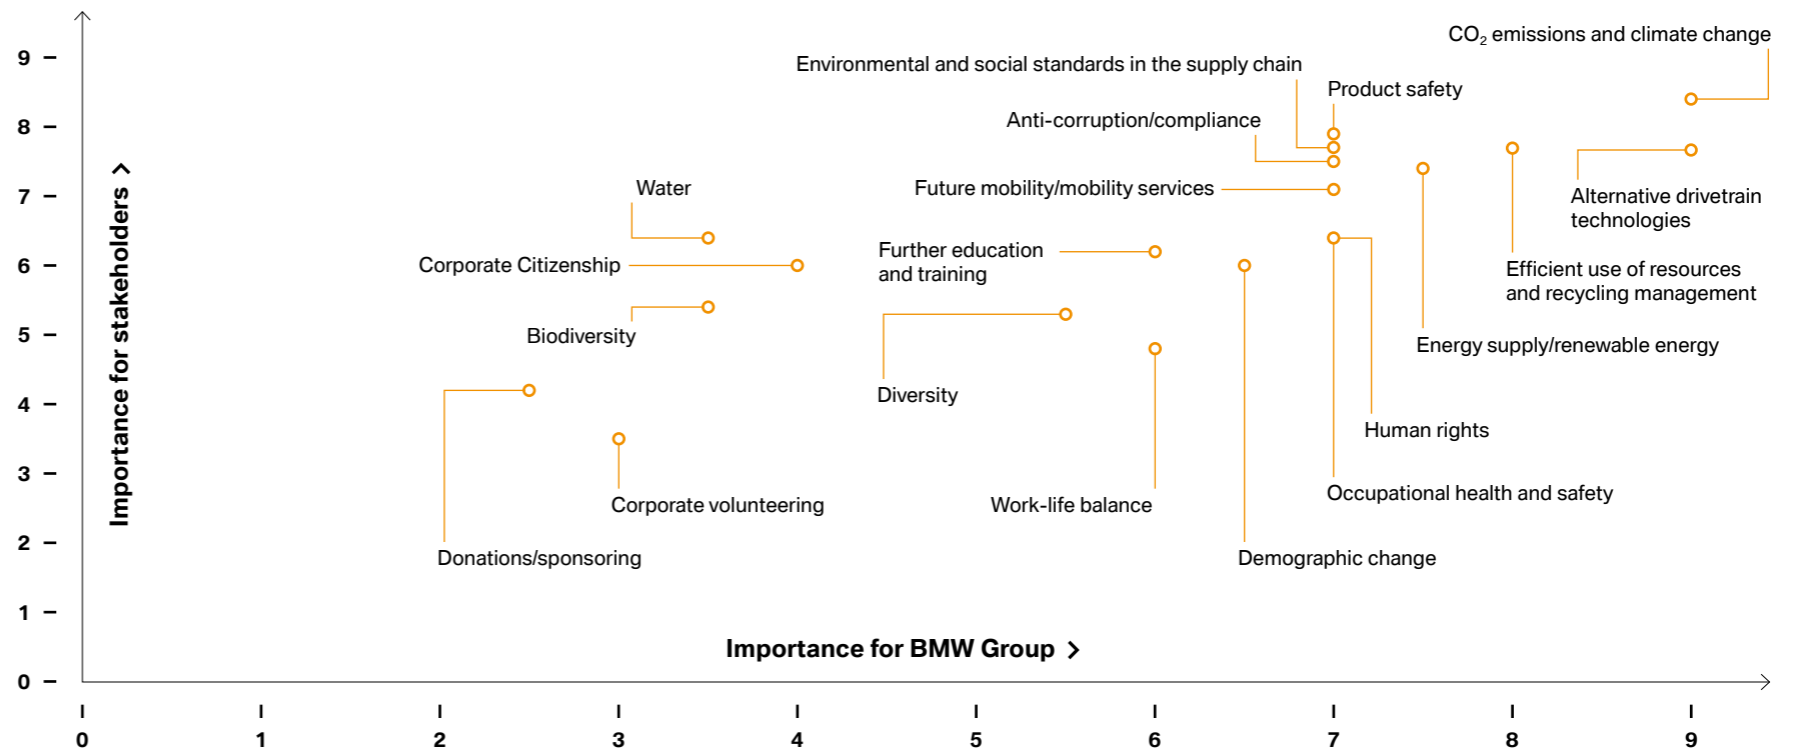 CO₂ emissions and climate change
9
Environmental and social standards in the supply chain
Product safety
Anti-corruption/compliance
8
Water
Future mobility/mobility services
7
Alternative drivetrain
technologies
Importance for stakeholders
Corporate Citizenship
Further education
and training
6
Efficient use of resources
and recycling management
Biodiversity
5
Energy supply/renewable energy
Diversity
4
Human rights
3
Occupational health and safety
Corporate volunteering
Work-life balance
2
Donations/sponsoring
Demographic change
1
Importance for BMW Group
0
0 1 2 3 4 5 6 7 8 9